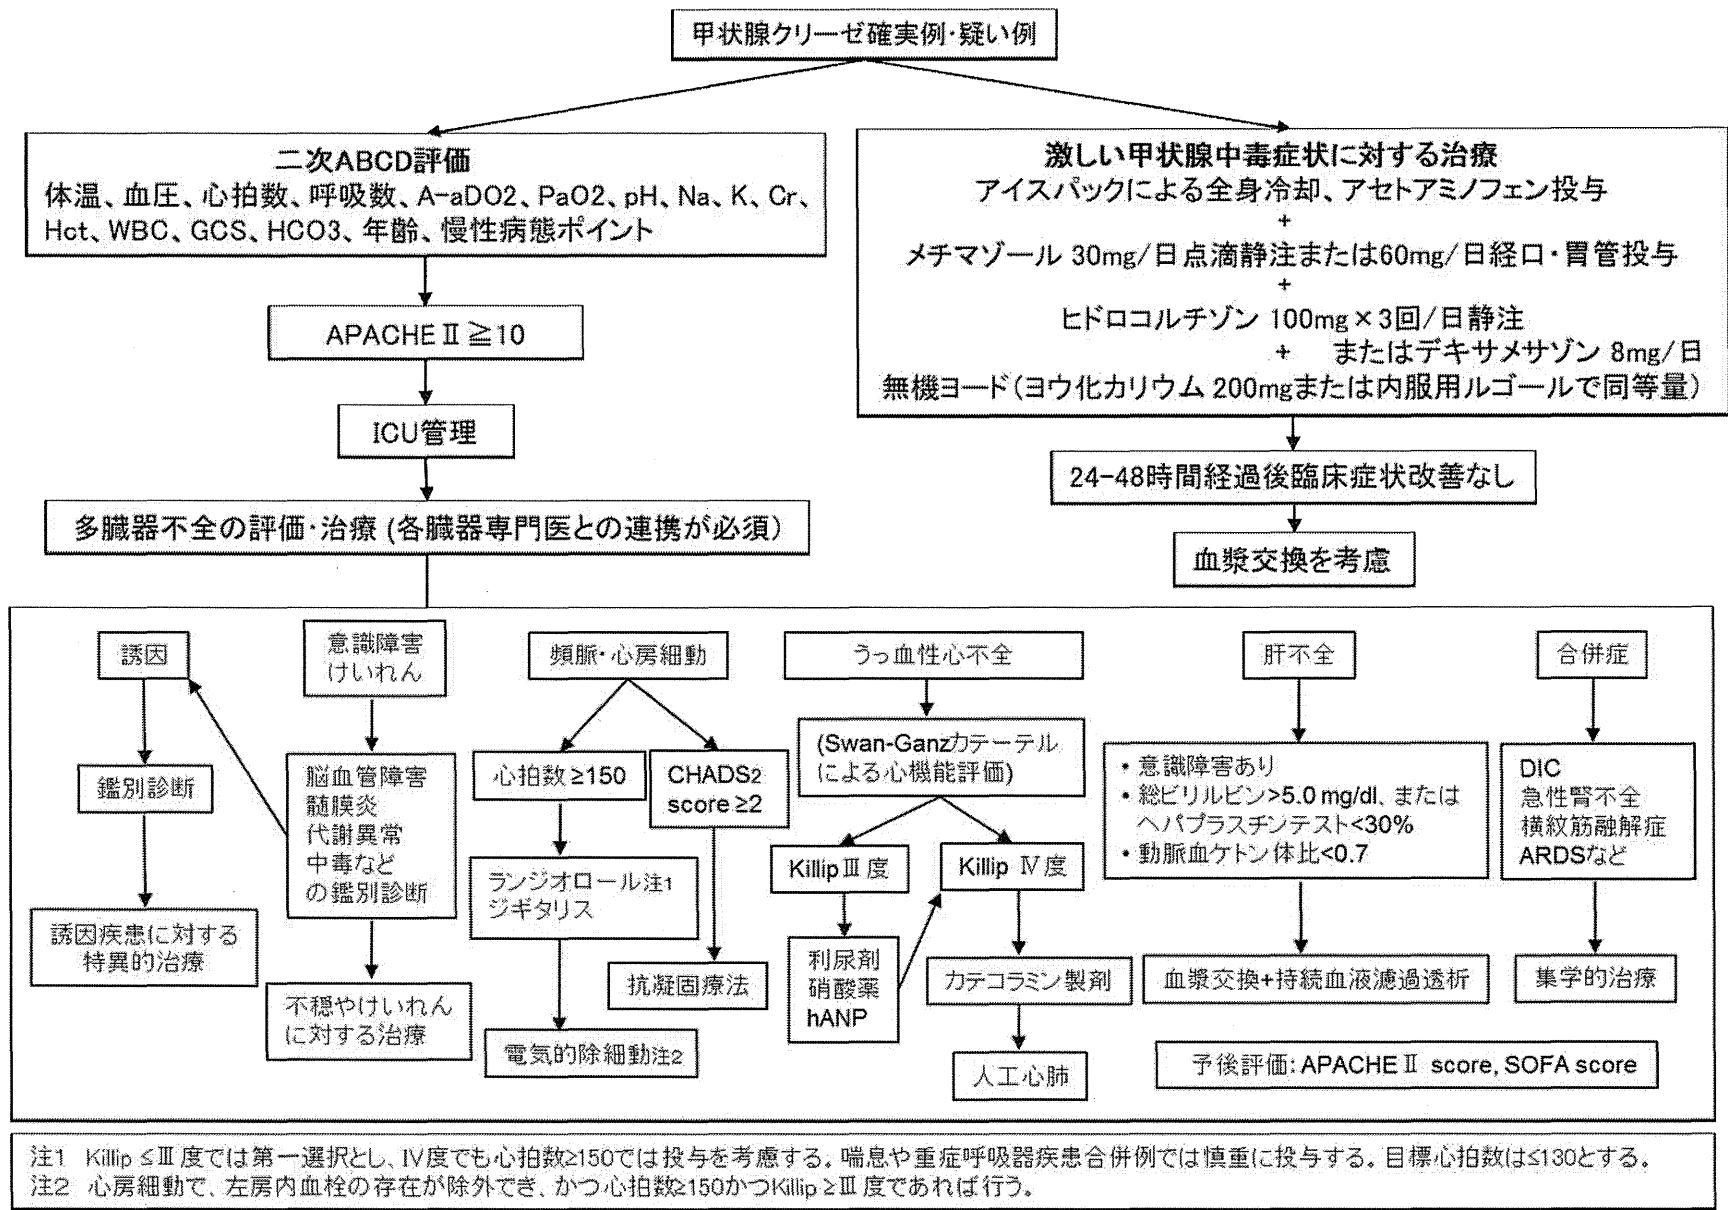 甲状腺クリーゼ確実例・疑い例
二次ABCD評価
体温、血圧、心拍数、呼吸数、A-aDO2、PaO2、pH、Na、K、Cr、
Hct、WBC、GCS、HCO3、年齢、慢性病態ポイント
APACHE Ⅱ ≧10
ICU管理
多臓器不全の評価・治療 (各臓器専門医との連携が必須)
激しい甲状腺中毒症状に対する治療
アイスパックによる全身冷却、アセトアミノフェン投与
+
メチマゾール 30mg/日点滴静注または60mg/日経口・胃管投与
+
ヒドロコルチゾン 100mg×3回/日静注
+ またはデキサメサゾン 8mg/日
無機ヨード(ヨウ化カリウム 200mgまたは内服用ルゴールで同等量)
24-48時間経過後臨床症状改善なし
血漿交換を考慮
誘因
鑑別診断
誘因疾患に対する
特異的治療
意識障害
けいれん
脳血管障害
髄膜炎
代謝異常
中毒など
の鑑別診断
不穏やけいれん
に対する治療
頻脈・心房細動
心拍数 ≥150
ランジオロール注1
ジギタリス
電気的除細動注2
CHADS2
score ≥2
抗凝固療法
うっ血性心不全
(Swan-Ganzカテーテル
による心機能評価)
Killip Ⅲ 度
利尿剤
硝酸薬
hANP
Killip Ⅳ 度
カテコラミン製剤
人工心肺
肝不全
・意識障害あり
・総ビリルビン>5.0 mg/dl、または
ヘパプラスチンテスト<30%
・動脈血ケトン体比<0.7
血漿交換+持続血液濾過透析
合併症
DIC
急性腎不全
横紋筋融解症
ARDSなど
集学的治療
予後評価: APACHE Ⅱ score, SOFA score
注1 Killip ≤Ⅲ度では第一選択とし、Ⅳ度でも心拍数≥150では投与を考慮する。喘息や重症呼吸器疾患合併例では慎重に投与する。目標心拍数は≤130とする。
注2 心房細動で、左房内血栓の存在が除外でき、かつ心拍数≥150かつKillip ≥Ⅲ度であれば行う。